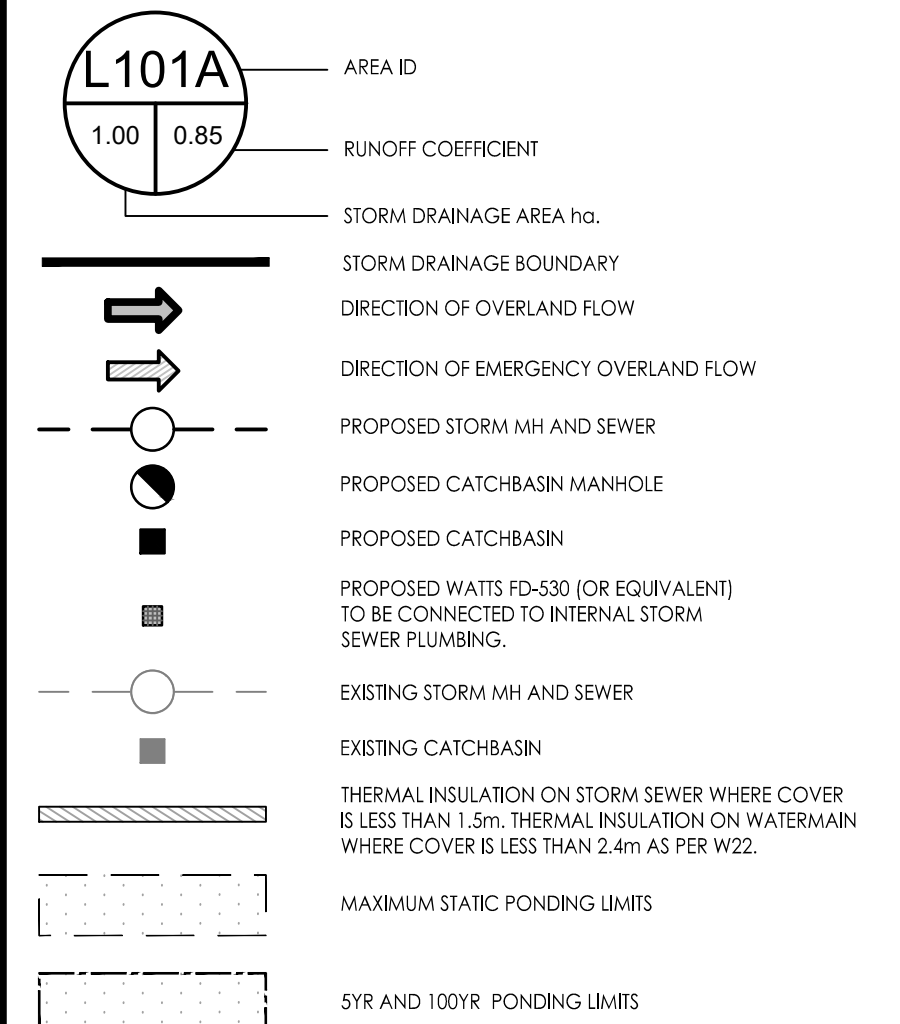 L101A
AREA ID
1.00 0.85
RUNOFF COEFFICIENT
STORM DRAINAGE AREA ha.
STORM DRAINAGE BOUNDARY
DIRECTION OF OVERLAND FLOW
DIRECTION OF EMERGENCY OVERLAND FLOW
PROPOSED STORM MH AND SEWER
PROPOSED CATCHBASIN MANHOLE
PROPOSED CATCHBASIN
PROPOSED WATTS FD-530 (OR EQUIVALENT)
TO BE CONNECTED TO INTERNAL STORM
SEWER PLUMBING.
EXISTING STORM MH AND SEWER
EXISTING CATCHBASIN
THERMAL INSULATION ON STORM SEWER WHERE COVER
IS LESS THAN 1.5m. THERMAL INSULATION ON WATERMAIN
WHERE COVER IS LESS THAN 2.4m AS PER W22.
MAXIMUM STATIC PONDING LIMITS
5YR AND 100YR PONDING LIMITS